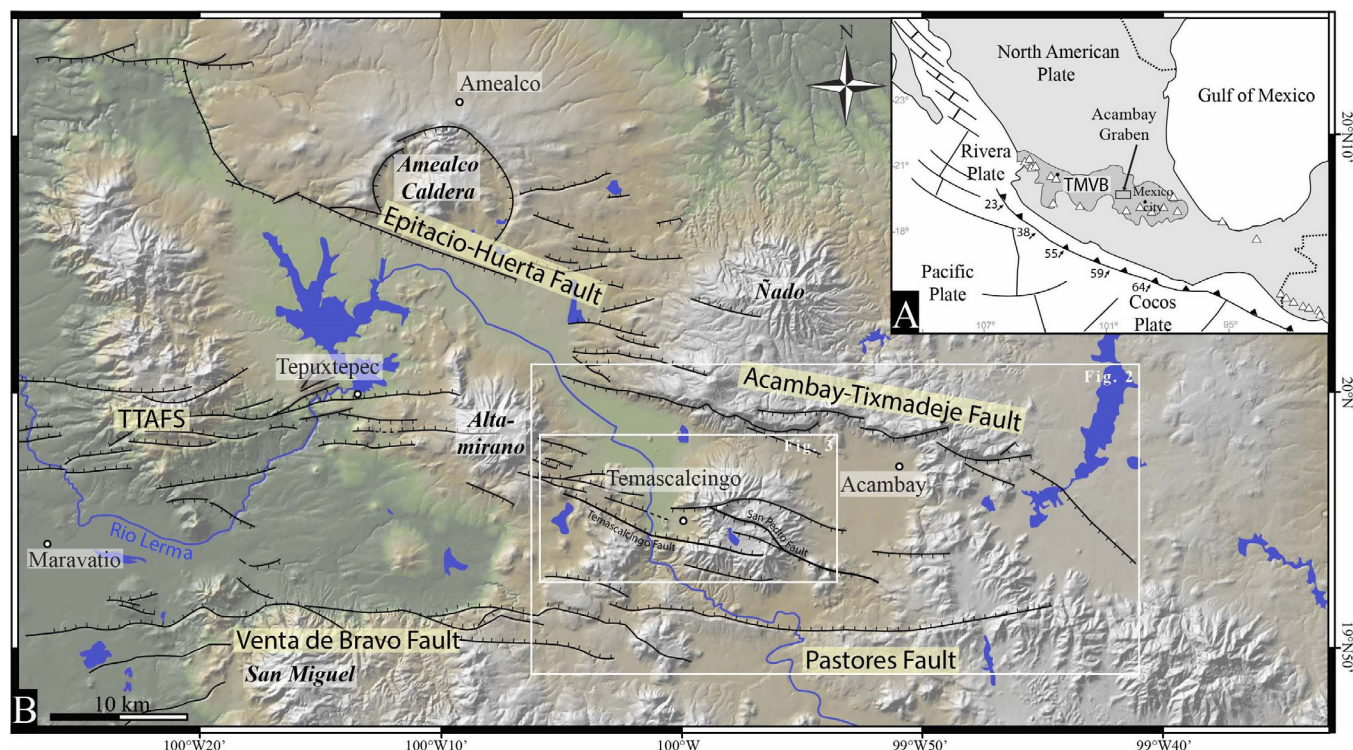 N
Amealco
Amealco
Caldera
Epitacio-Huerta Fault
Ñado
Tepuxtepec
TTAFS
Alta-
mirano
Acambay-Tixmadeje Fault
Fig. 2
Fig. 3
Temascalcingo
Acambay
San Pedro Fault
Temascalcingo Fault
Río Lerma
Maravatio
Venta de Bravo Fault
San Miguel
Pastores Fault
B
10 km
100°W20'
100°W10'
100°W
99°W50'
99°W40'
20°N10'
20°N
19°N50'
North American
Plate
Gulf of Mexico
Acambay
Graben
Rivera
Plate
TMVB
Mexico
city
23°
21°
18°
23
38
55
59
64
Pacific
Plate
Cocos
Plate
107°
101°
95°
A